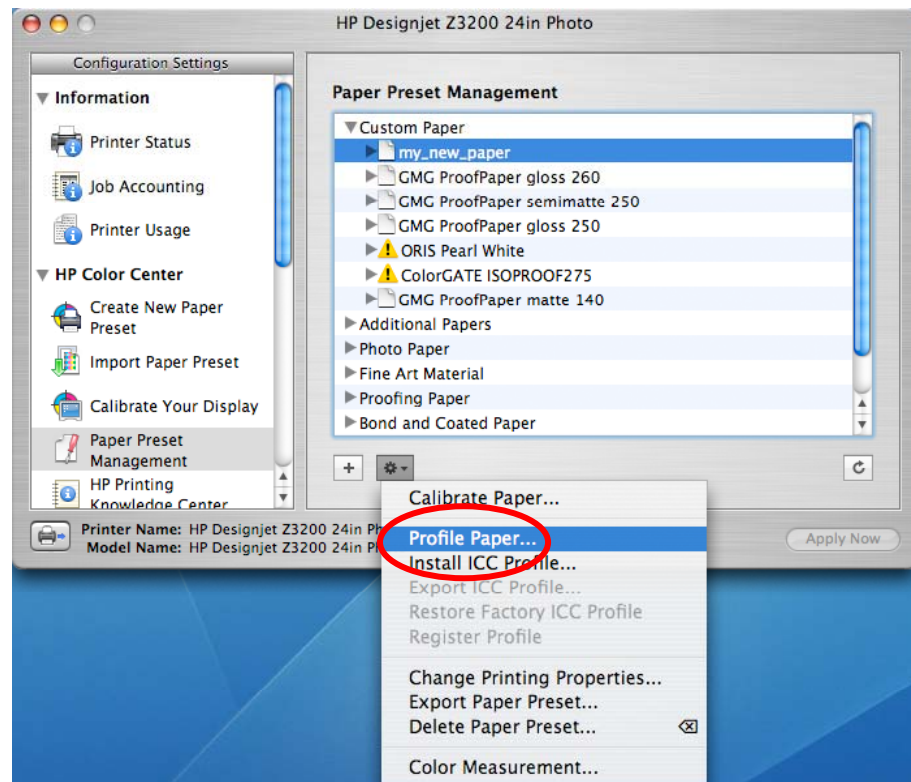 HP Designjet Z3200 24in Photo
Configuration Settings
Information
Printer Status
Job Accounting
Printer Usage
HP Color Center
Create New Paper
Preset
Import Paper Preset
Calibrate Your Display
Paper Preset
Management
HP Printing
Knowledge Center
Paper Preset Management
Custom Paper
my_new_paper
GMG ProofPaper gloss 260
GMG ProofPaper semimatte 250
GMG ProofPaper gloss 250
ORIS Pearl White
ColorGATE ISOPROOF275
GMG ProofPaper matte 140
Additional Papers
Photo Paper
Fine Art Material
Proofing Paper
Bond and Coated Paper
Printer Name: HP Designjet Z3200 24in Ph
Model Name: HP Designjet Z3200 24in P
Apply Now
Calibrate Paper...
Profile Paper...
Install ICC Profile...
Export ICC Profile...
Restore Factory ICC Profile
Register Profile
Change Printing Properties...
Export Paper Preset...
Delete Paper Preset...
Color Measurement...